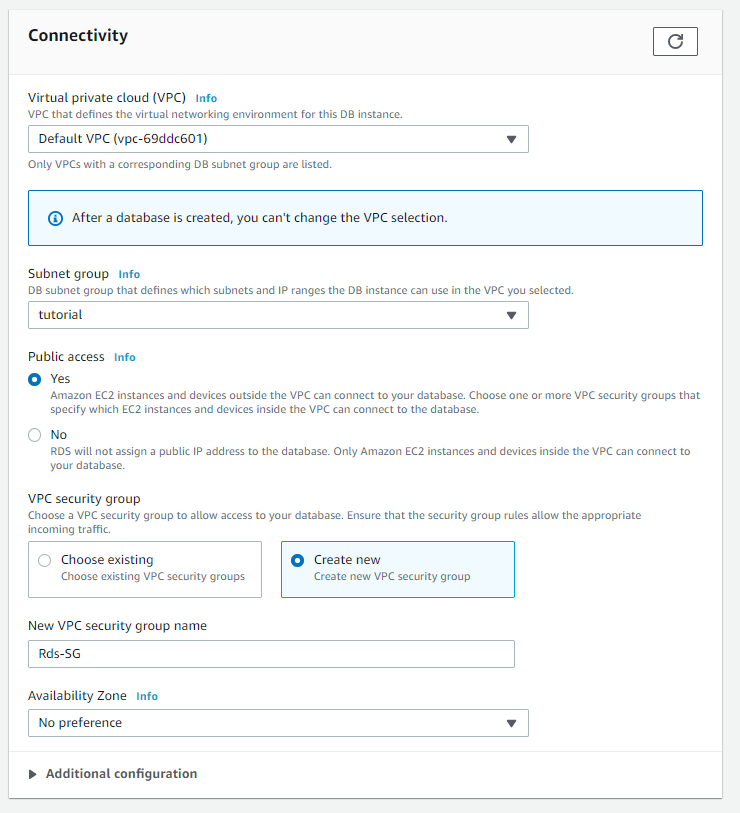 Connectivity
Virtual private cloud (VPC) Info
VPC that defines the virtual networking environment for this DB instance.
Default VPC (vpc-69ddc601)
Only VPCs with a corresponding DB subnet group are listed.
After a database is created, you can't change the VPC selection.
Subnet group Info
DB subnet group that defines which subnets and IP ranges the DB instance can use in the VPC you selected.
tutorial
Public access Info
Yes
Amazon EC2 instances and devices outside the VPC can connect to your database. Choose one or more VPC security groups that
specify which EC2 instances and devices inside the VPC can connect to the database.
No
RDS will not assign a public IP address to the database. Only Amazon EC2 instances and devices inside the VPC can connect to
your database.
VPC security group
Choose a VPC security group to allow access to your database. Ensure that the security group rules allow the appropriate
incoming traffic.
Choose existing
Choose existing VPC security groups
Create new
Create new VPC security group
New VPC security group name
Rds-SG
Availability Zone Info
No preference
Additional configuration